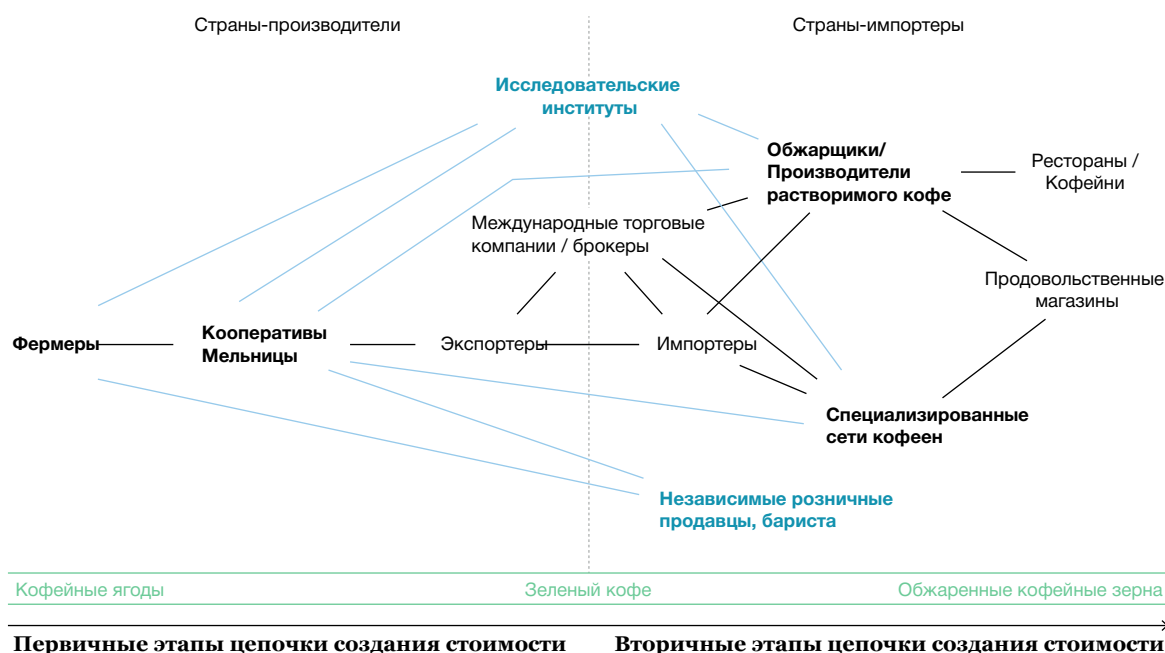 Страны-производители
Страны-импортеры
Исследовательские
институты
Обжарщики/
Производители
растворимого кофе
Рестораны /
Кофейни
Международные торговые
компании / брокеры
Продовольственные
магазины
Фермеры
Кооперативы
Мельницы
Экспортеры
Импортеры
Специализированные
сети кофеен
Независимые розничные
продавцы, бариста
Кофейные ягоды
Зеленый кофе
Обжаренные кофейные зерна
Первичные этапы цепочки создания стоимости
Вторичные этапы цепочки создания стоимости